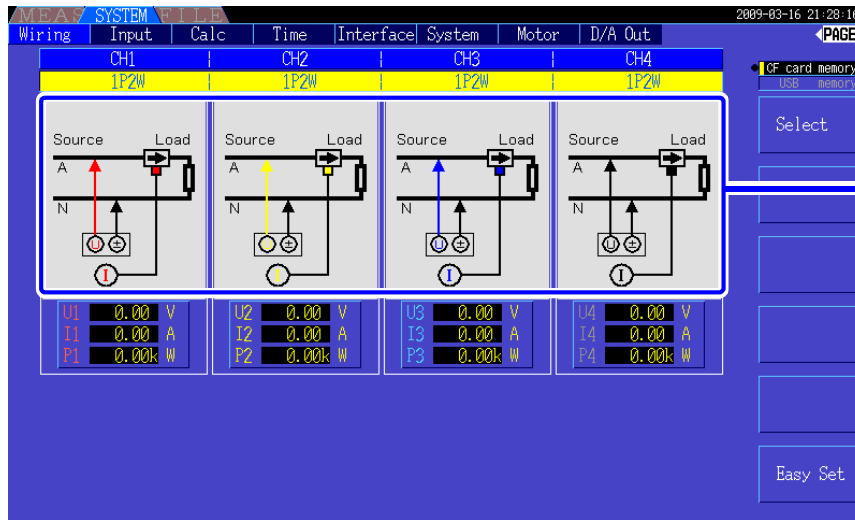 MEAS SYSTEM FILE 2009-03-16 21:28:16
Wiring Input Calc Time Interface System Motor D/A Out PAGE
CH1 CH2 CH3 CH4
1P2W 1P2W 1P2W 1P2W
CF card memory
USB memory
Select
Source Load Source Load Source Load Source Load
A A A A
N N N N
U ± U ± U ± U ±
I I I I
U1 0.00 V U2 0.00 V U3 0.00 V U4 0.00 V
I1 0.00 A I2 0.00 A I3 0.00 A I4 0.00 A
P1 0.00k W P2 0.00k W P3 0.00k W P4 0.00k W
Easy Set